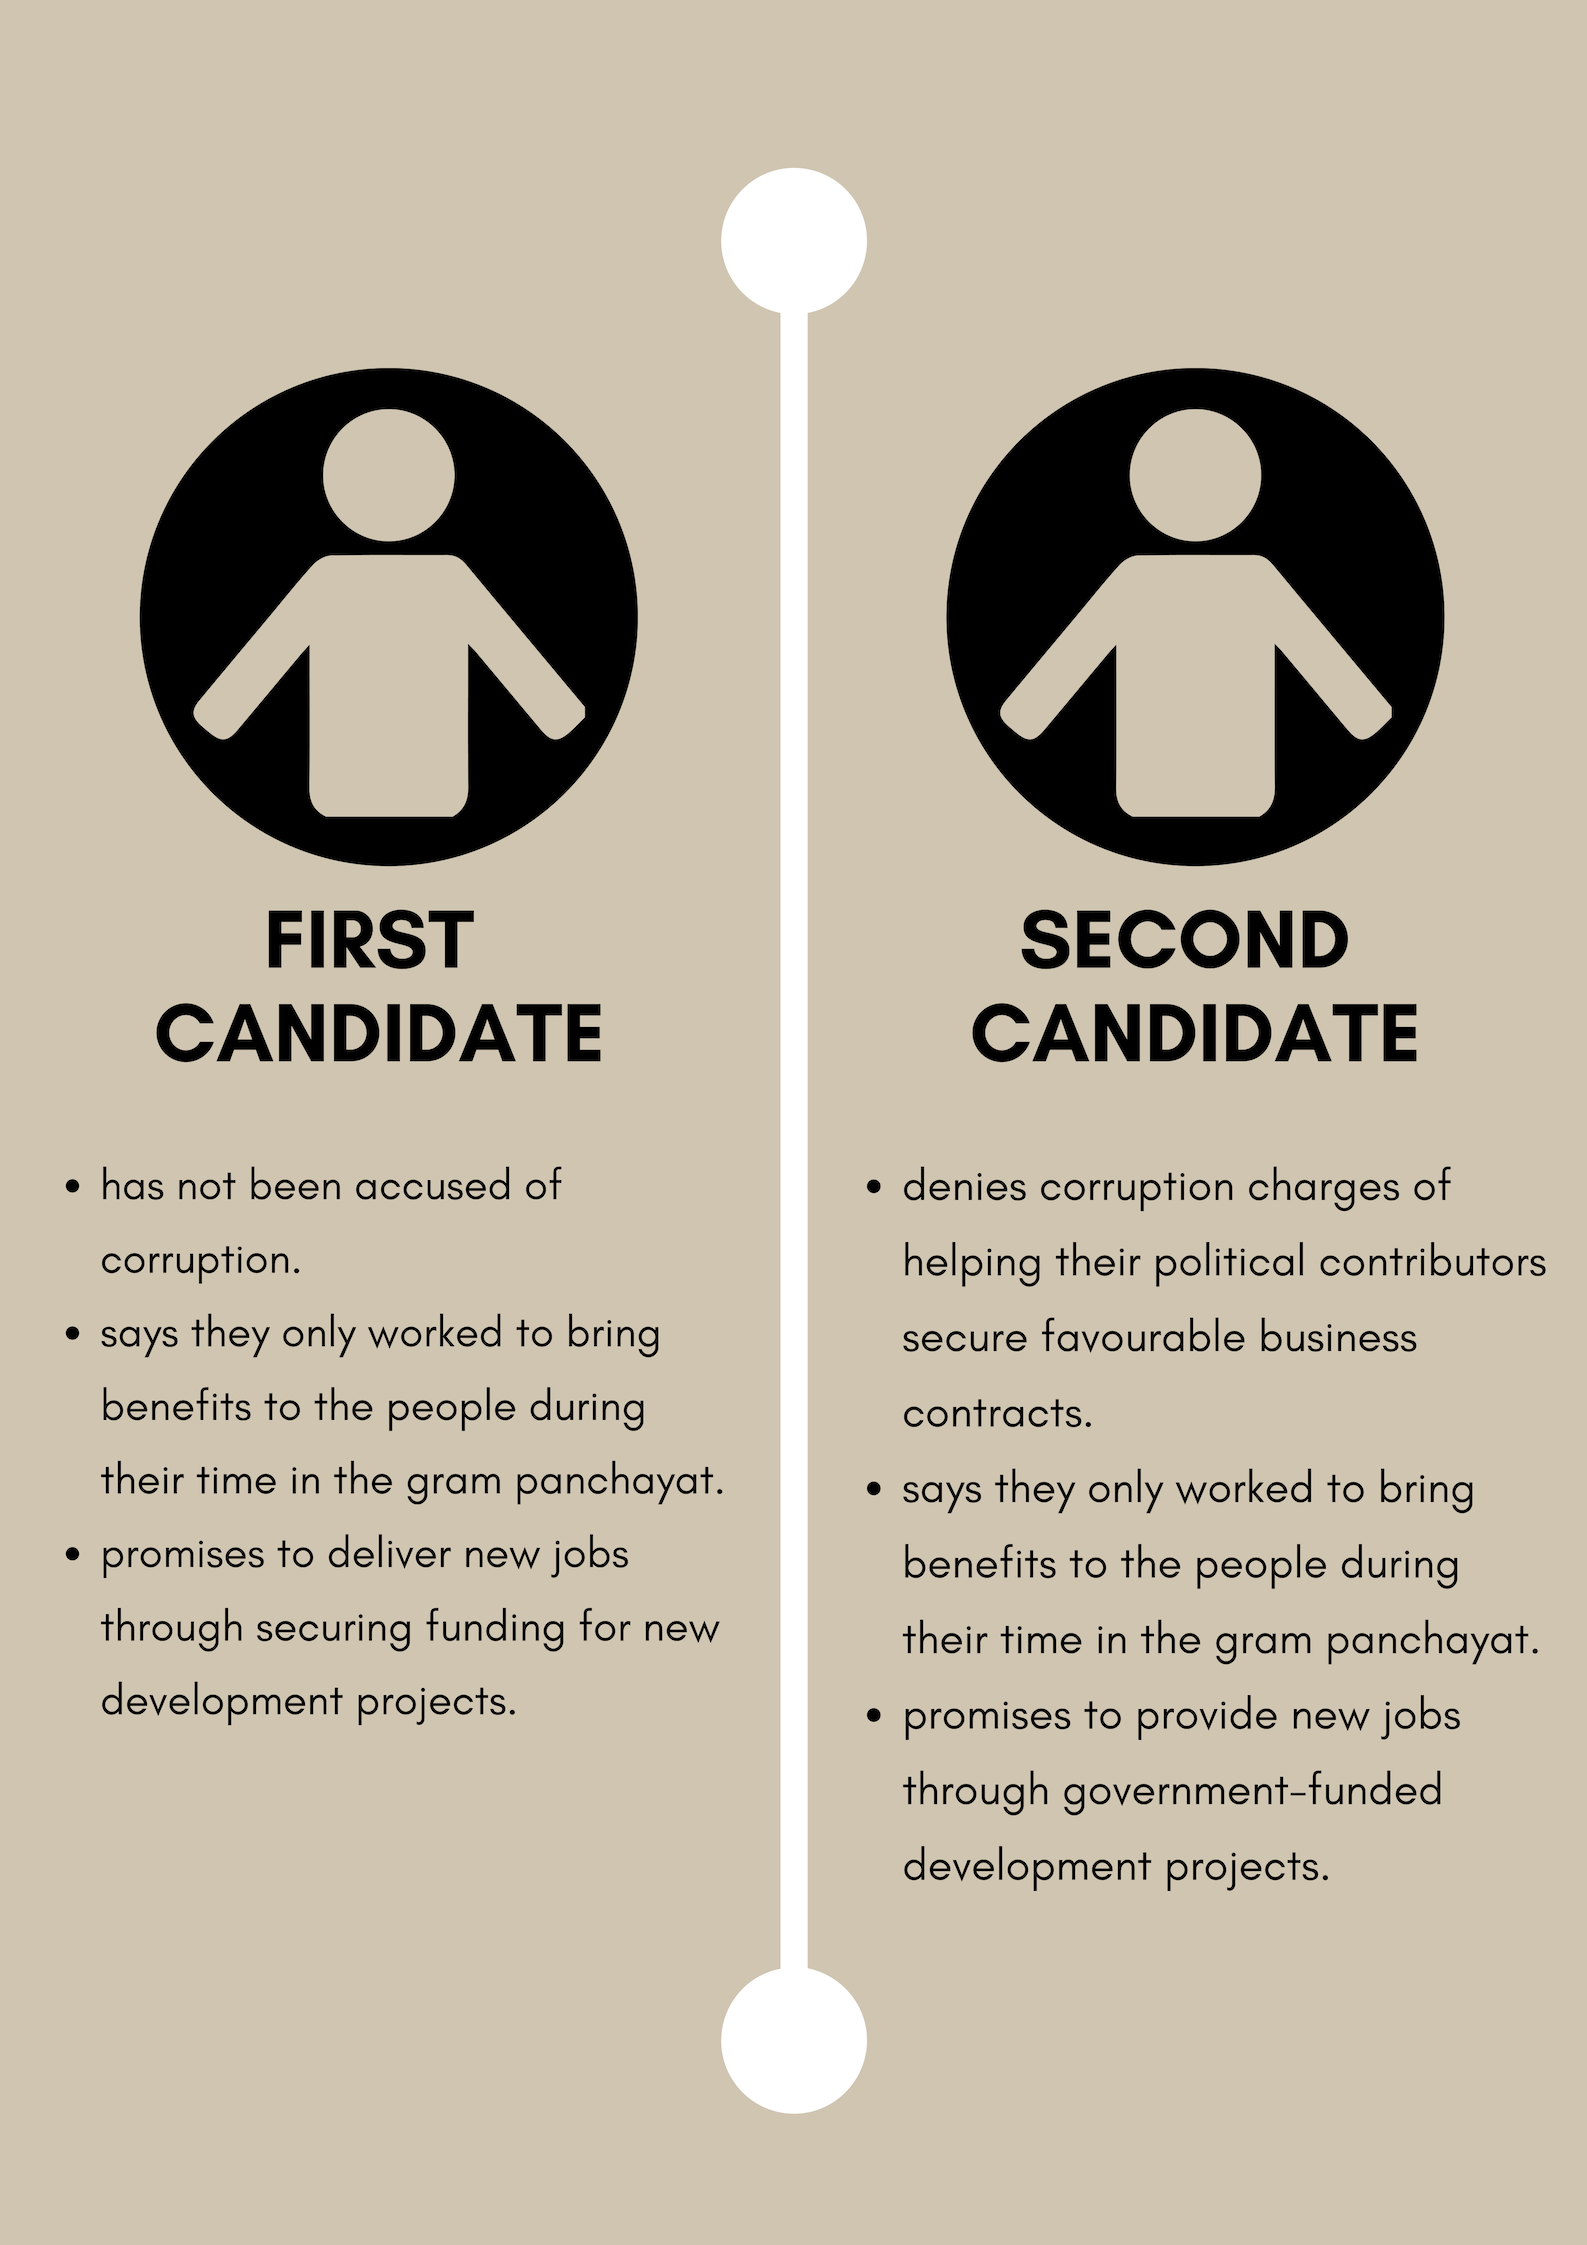 FIRST
CANDIDATE
• has not been accused of
corruption.
• says they only worked to bring
benefits to the people during
their time in the gram panchayat.
• promises to deliver new jobs
through securing funding for new
development projects.
SECOND
CANDIDATE
• denies corruption charges of
helping their political contributors
secure favourable business
contracts.
• says they only worked to bring
benefits to the people during
their time in the gram panchayat.
• promises to provide new jobs
through government-funded
development projects.